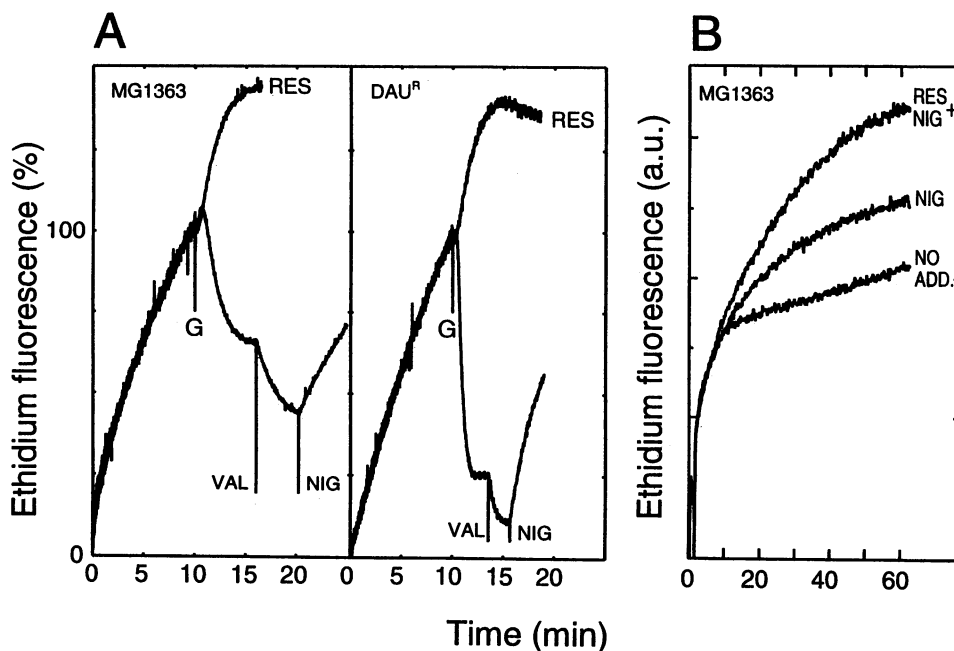 A
B
MG1363
RES
DAUᴿ
RES
MG1363
RES
NIG +
NIG
NO
ADD.
G
VAL
NIG
G
VAL
NIG
Ethidium fluorescence (%)
100
0
Ethidium fluorescence (a.u.)
0 5 10 15 20
0 5 10 15 20
0 20 40 60
Time (min)